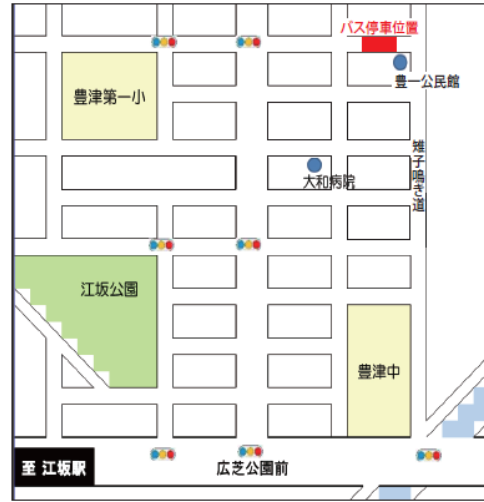 バス停車位置
豊一公民館
豊津第一小
雉子鳴き道
大和病院
江坂公園
豊津中
至 江坂駅
広芝公園前